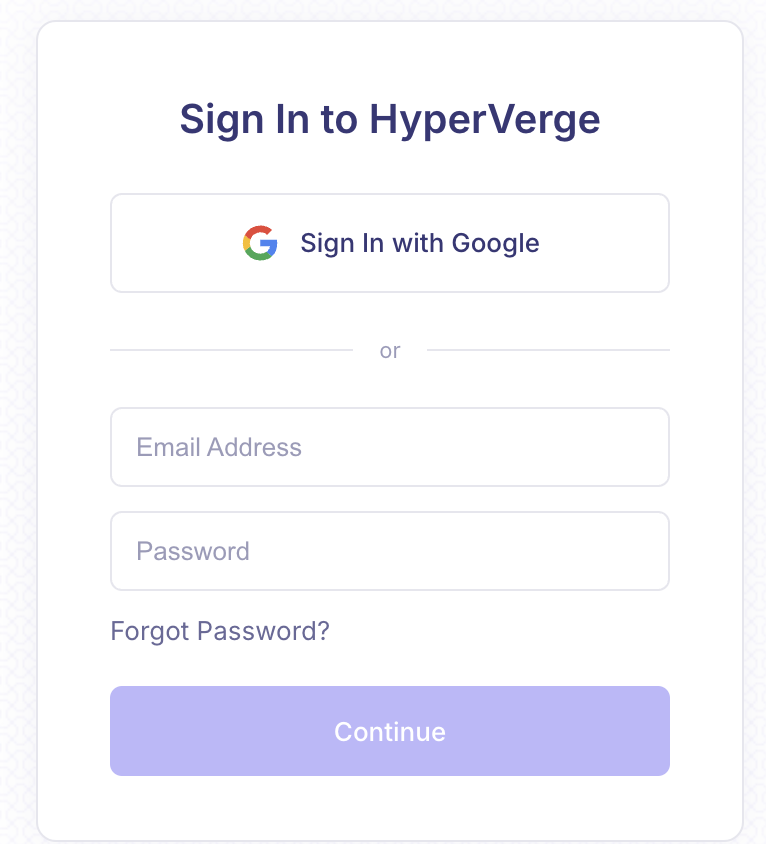 Sign In to HyperVerge
Sign In with Google
or
Email Address
Password
Forgot Password?
Continue